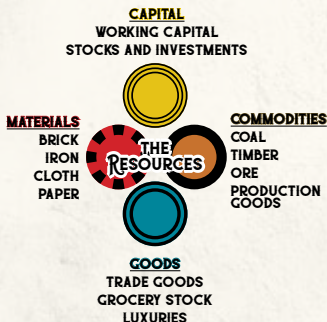 CAPITAL
WORKING CAPITAL
STOCKS AND INVESTMENTS
MATERIALS
BRICK
IRON
CLOTH
PAPER
THE
RESOURCES
COMMODITIES
COAL
TIMBER
ORE
PRODUCTION
GOODS
GOODS
TRADE GOODS
GROCERY STOCK
LUXURIES